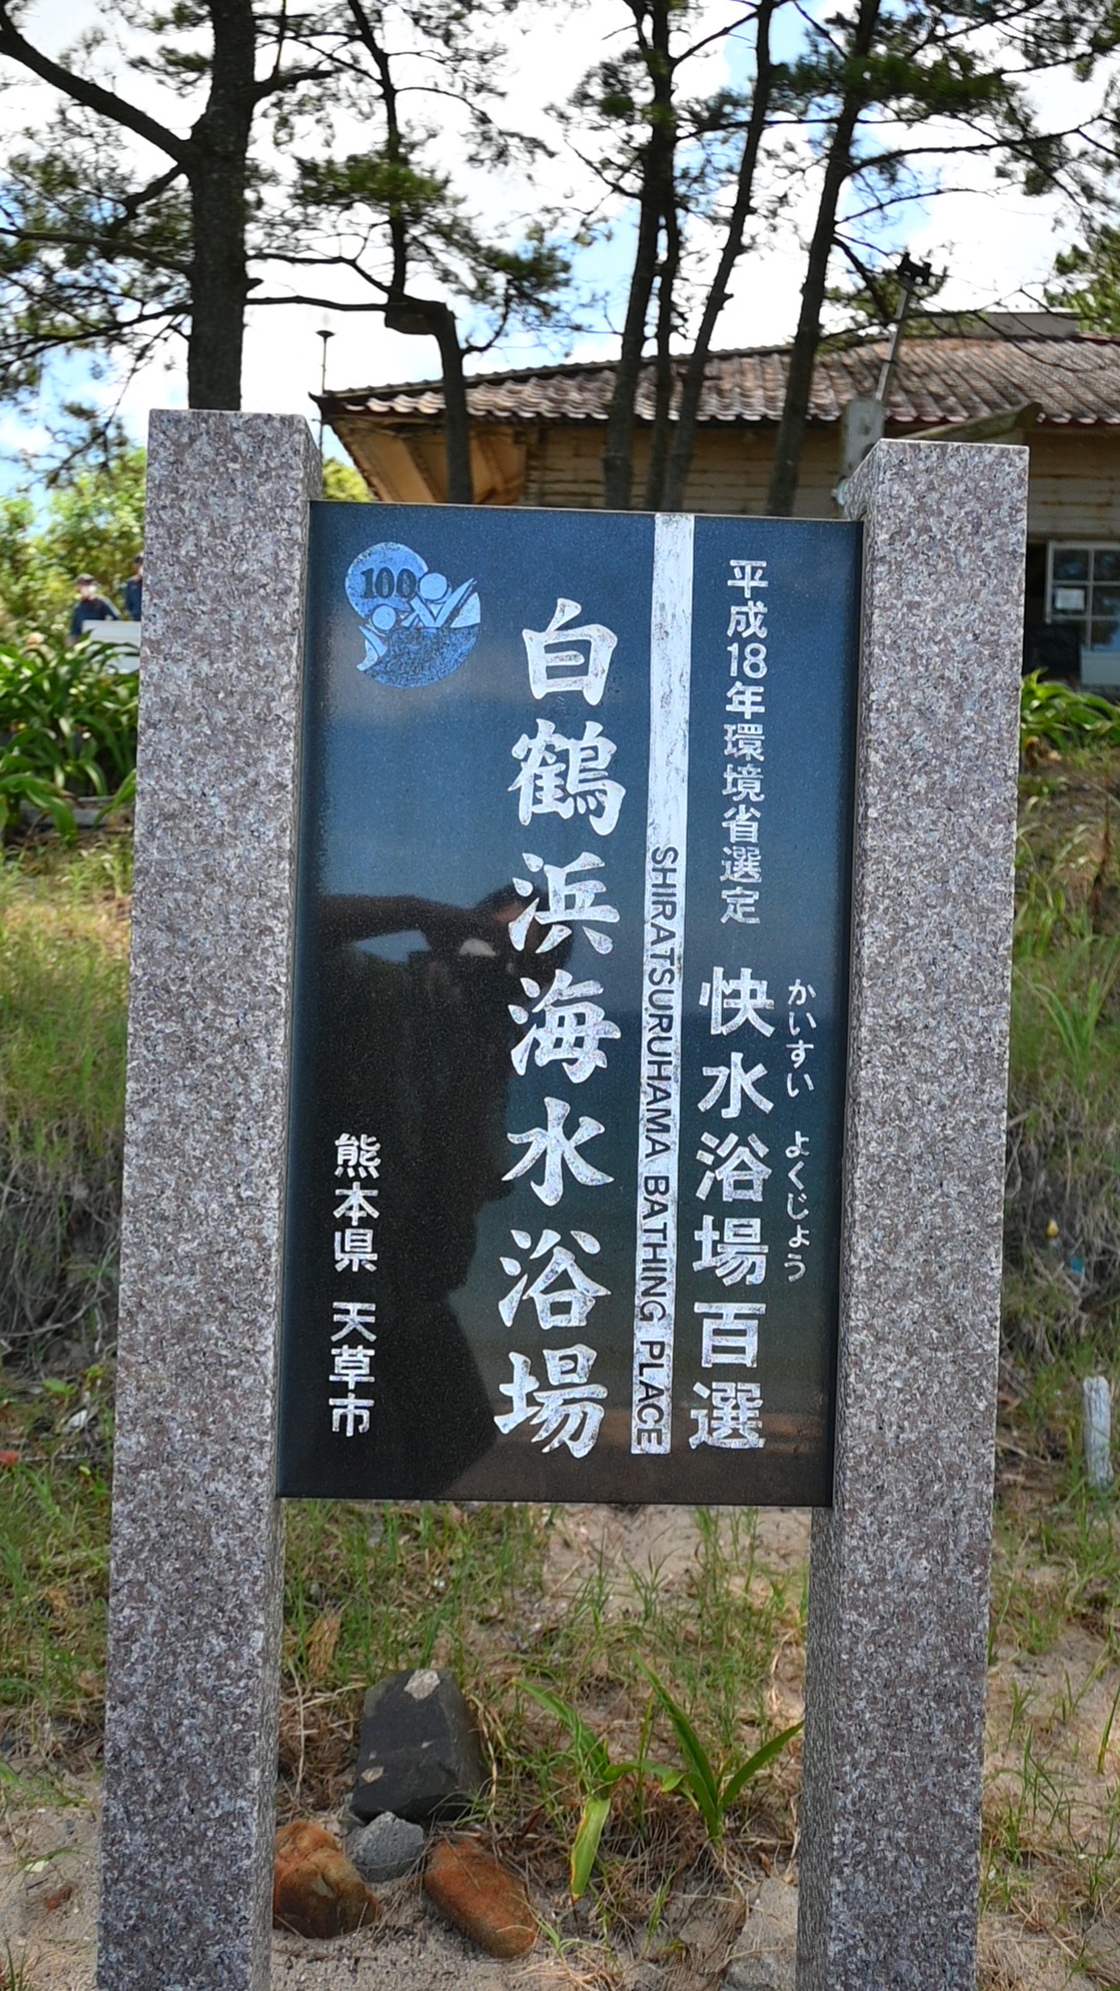 平成18年環境省選定
快水浴場百選
かいすい よくじょう
SHIRATSURUHAMA BATHING PLACE
白鶴浜海水浴場
100
熊本県 天草市